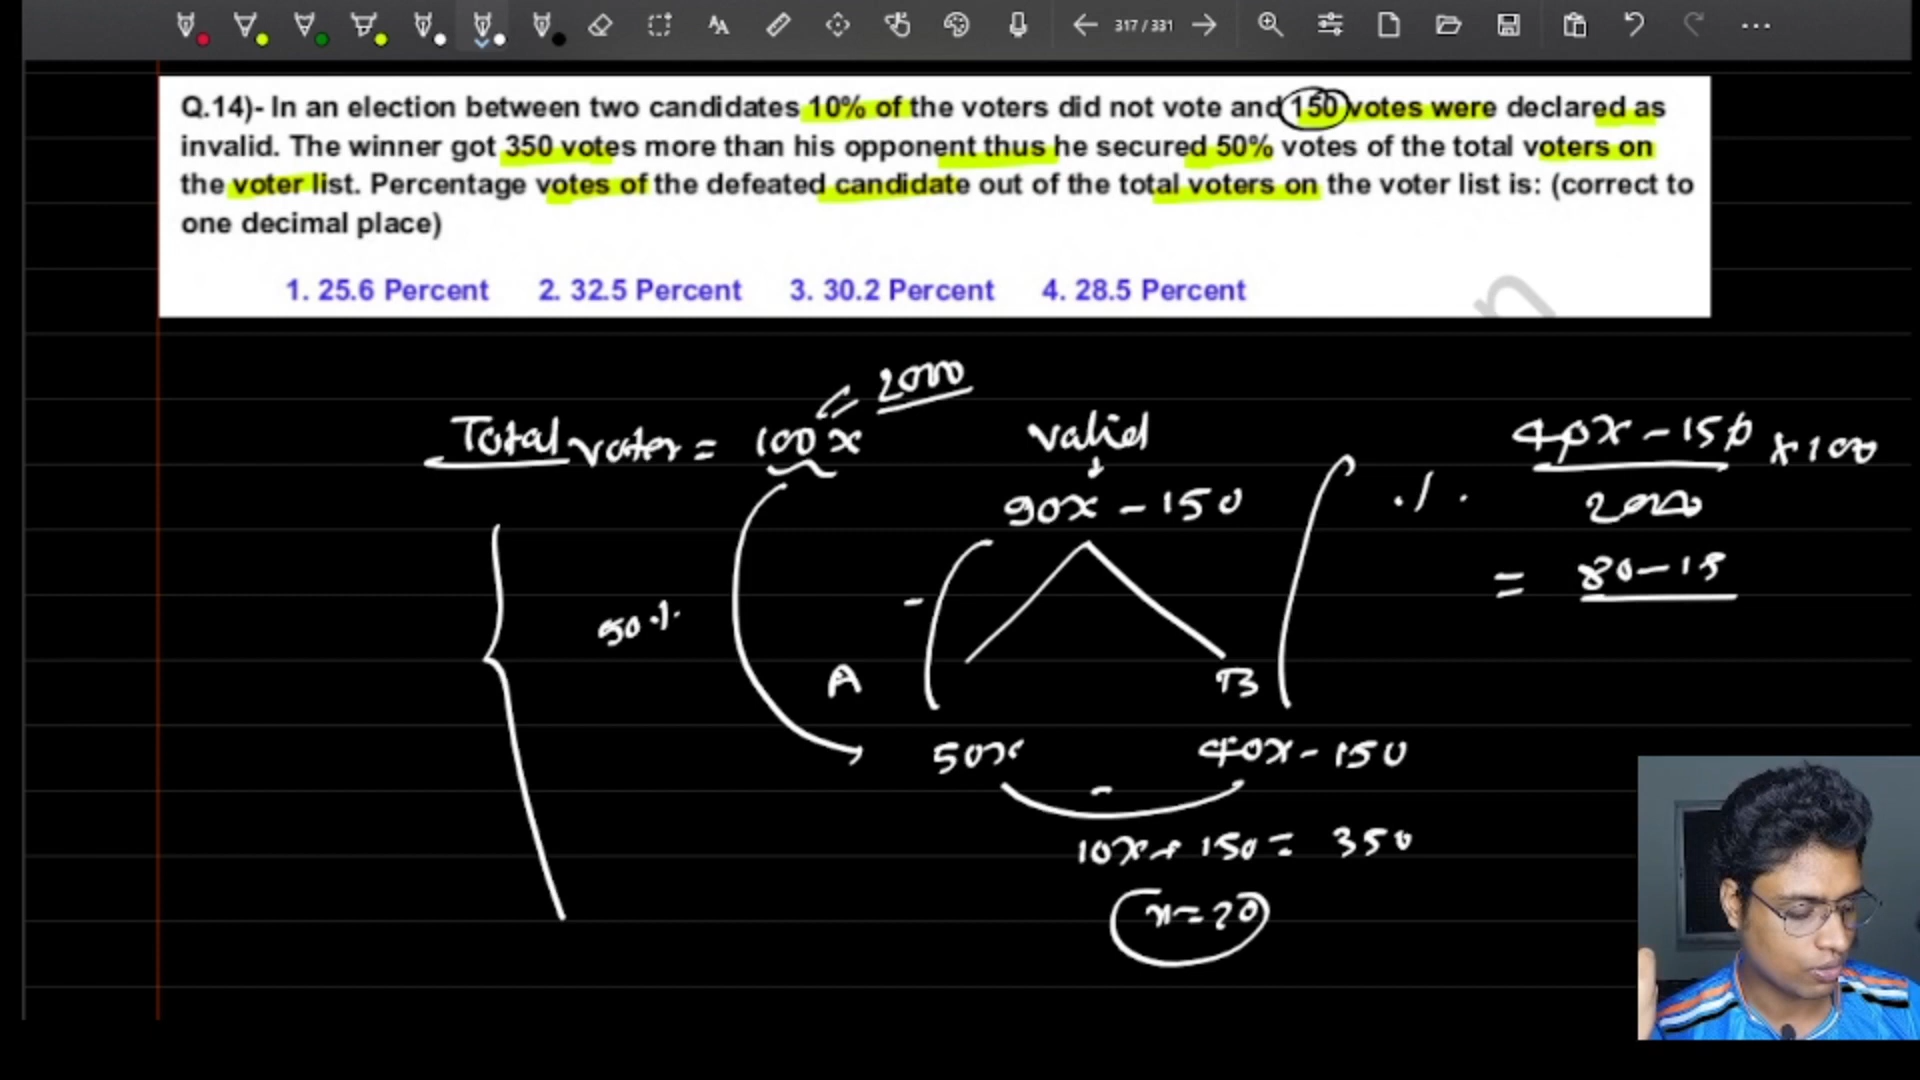 317 / 331
Q.14)- In an election between two candidates 10% of the voters did not vote and 150 votes were declared as
invalid. The winner got 350 votes more than his opponent thus he secured 50% votes of the total voters on
the voter list. Percentage votes of the defeated candidate out of the total voters on the voter list is: (correct to
one decimal place)
1. 25.6 Percent 2. 32.5 Percent 3. 30.2 Percent 4. 28.5 Percent
n
2000
Total voter = 100x
valid
90x - 150
40x - 150 × 100
2000
= 80 - 15
50 %
%
A B
50x 40x - 150
-
10x + 150 = 350
x = 20